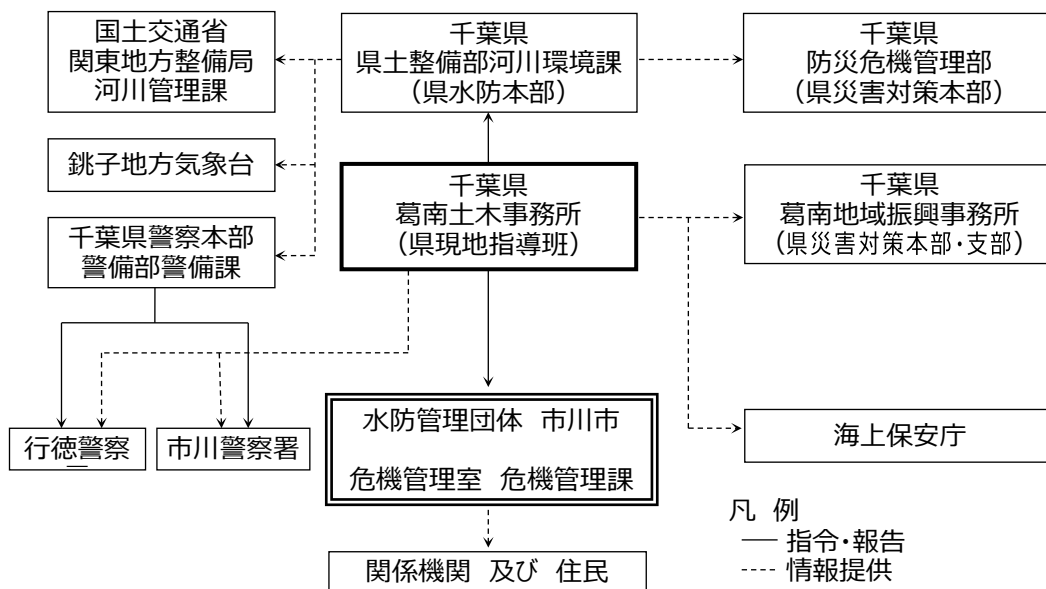 国土交通省
関東地方整備局
河川管理課
千葉県
県土整備部河川環境課
（県水防本部）
千葉県
防災危機管理部
（県災害対策本部）
銚子地方気象台
千葉県
葛南土木事務所
（県現地指導班）
千葉県
葛南地域振興事務所
（県災害対策本部・支部）
千葉県警察本部
警備部警備課
行徳警察
市川警察署
水防管理団体 市川市
危機管理室 危機管理課
海上保安庁
関係機関 及び 住民
凡 例
指令・報告
情報提供